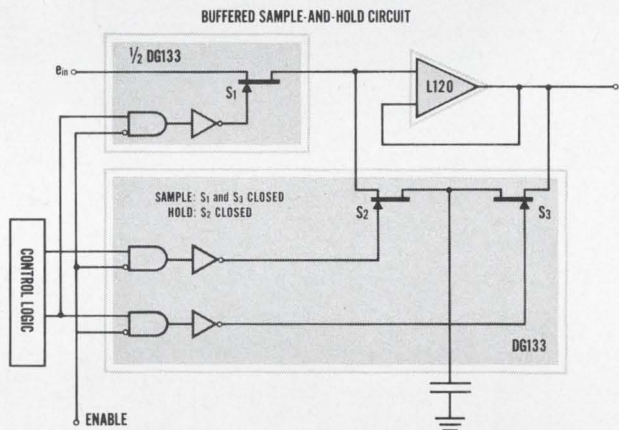 BUFFERED SAMPLE-AND-HOLD CIRCUIT
½ DG133
ein
S1
L120
SAMPLE: S1 and S3 CLOSED
HOLD: S2 CLOSED
S2
S3
CONTROL LOGIC
DG133
ENABLE